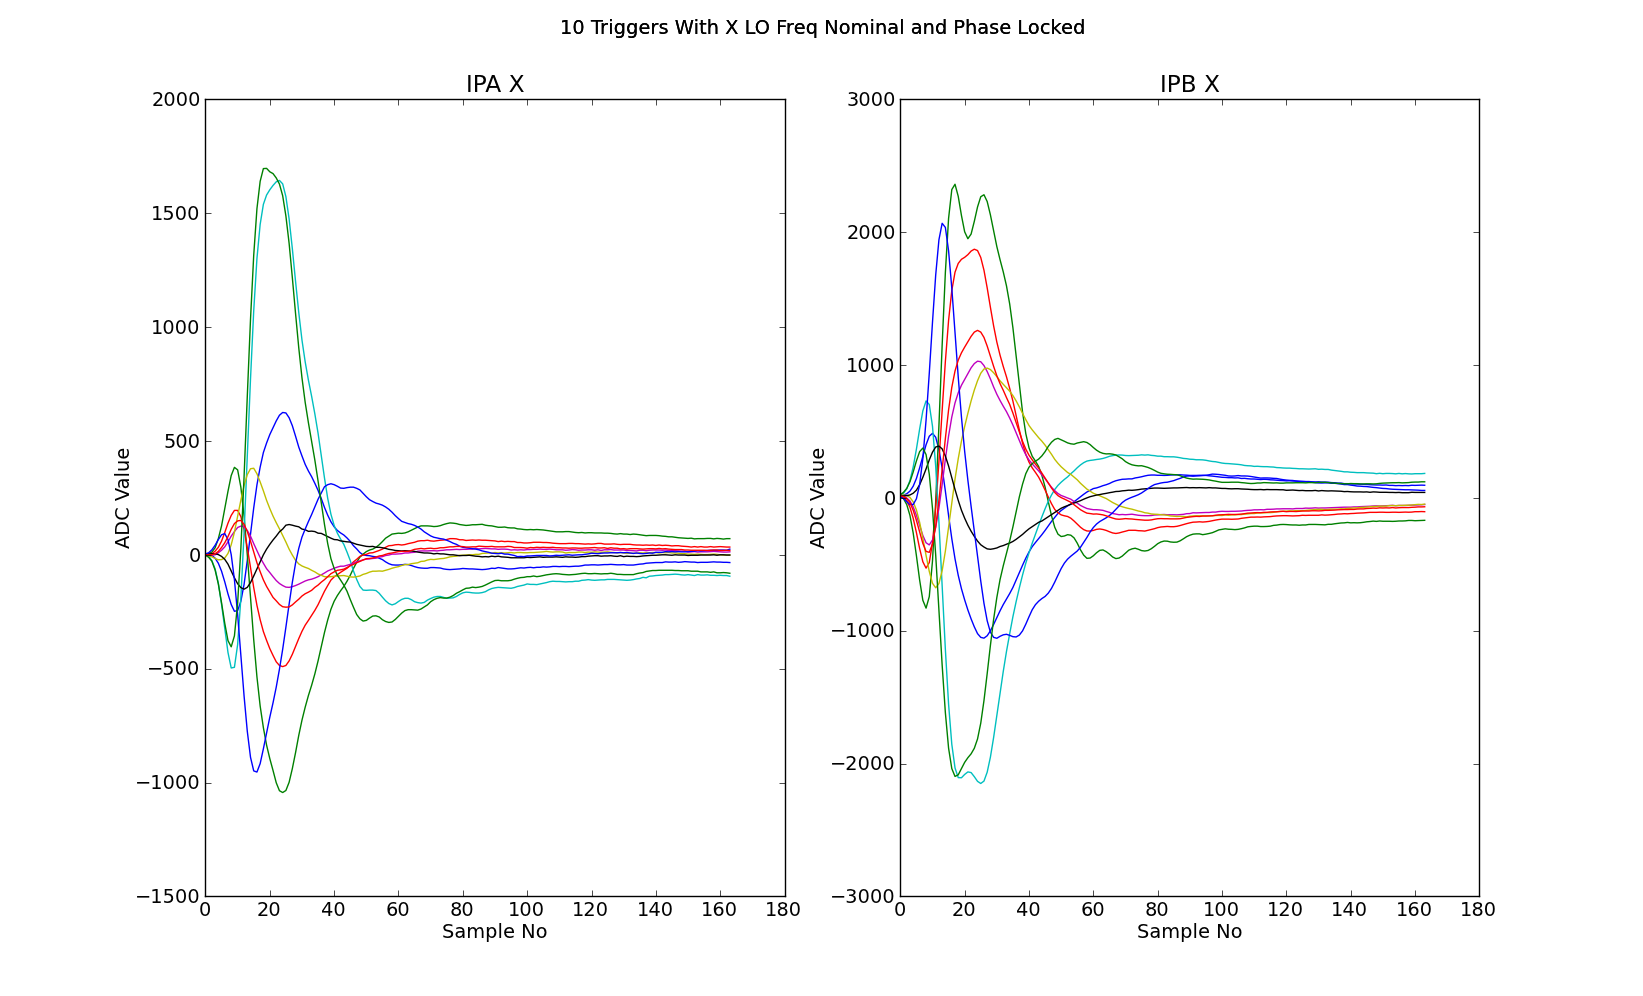 10 Triggers With X LO Freq Nominal and Phase Locked
IPA X
2000
1500
1000
500
0
−500
−1000
−1500
ADC Value
0 20 40 60 80 100 120 140 160 180
Sample No
IPB X
3000
2000
1000
0
−1000
−2000
−3000
ADC Value
0 20 40 60 80 100 120 140 160 180
Sample No